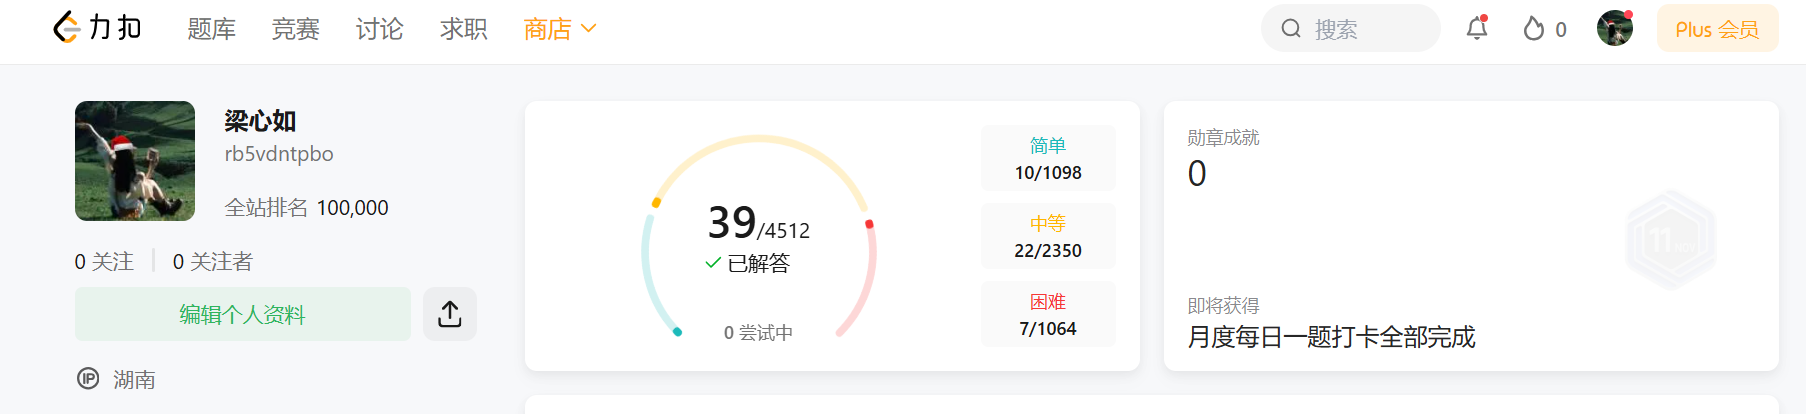 力扣 题库 竞赛 讨论 求职 商店 搜索 0 Plus 会员
梁心如
rb5vdntpbo
全站排名 100,000
0 关注 0 关注者
编辑个人资料
IP 湖南
39/4512
已解答
0 尝试中
简单
10/1098
中等
22/2350
困难
7/1064
勋章成就
0
11
即将获得
月度每日一题打卡全部完成